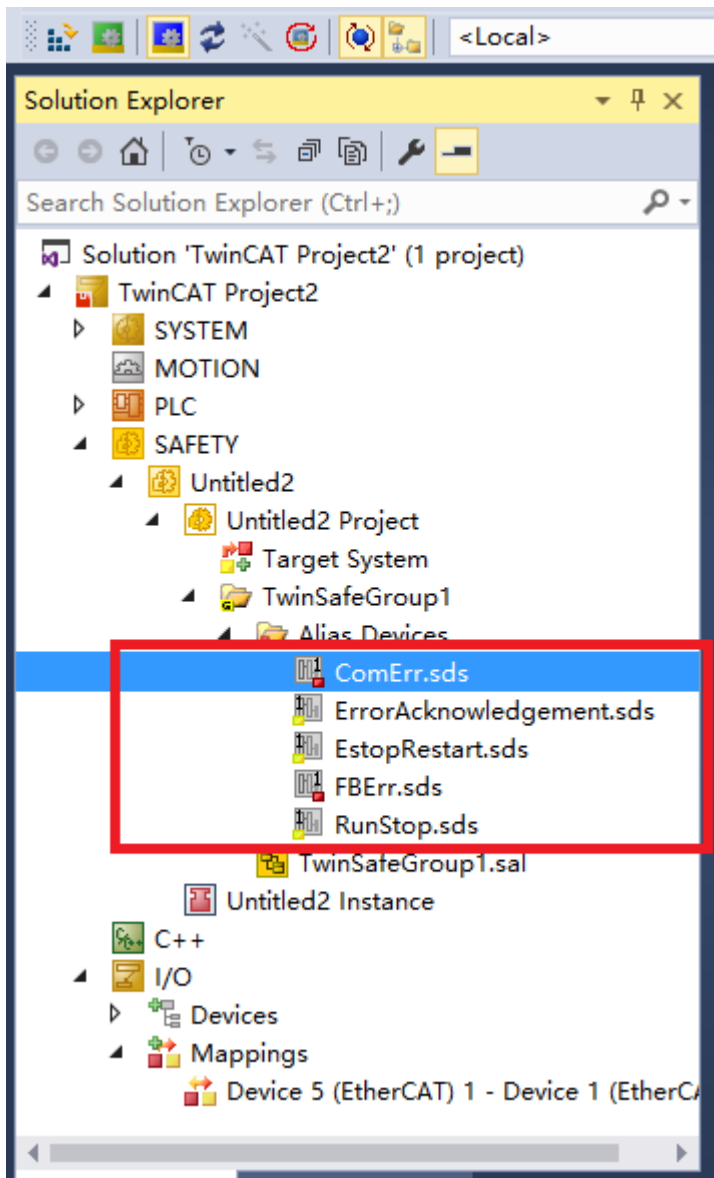 <Local>
Solution Explorer
Search Solution Explorer (Ctrl+;)
Solution 'TwinCAT Project2' (1 project)
TwinCAT Project2
SYSTEM
MOTION
PLC
SAFETY
Untitled2
Untitled2 Project
Target System
TwinSafeGroup1
Alias Devices
ComErr.sds
ErrorAcknowledgement.sds
EstopRestart.sds
FBErr.sds
RunStop.sds
TwinSafeGroup1.sal
Untitled2 Instance
C++
I/O
Devices
Mappings
Device 5 (EtherCAT) 1 - Device 1 (EtherCA